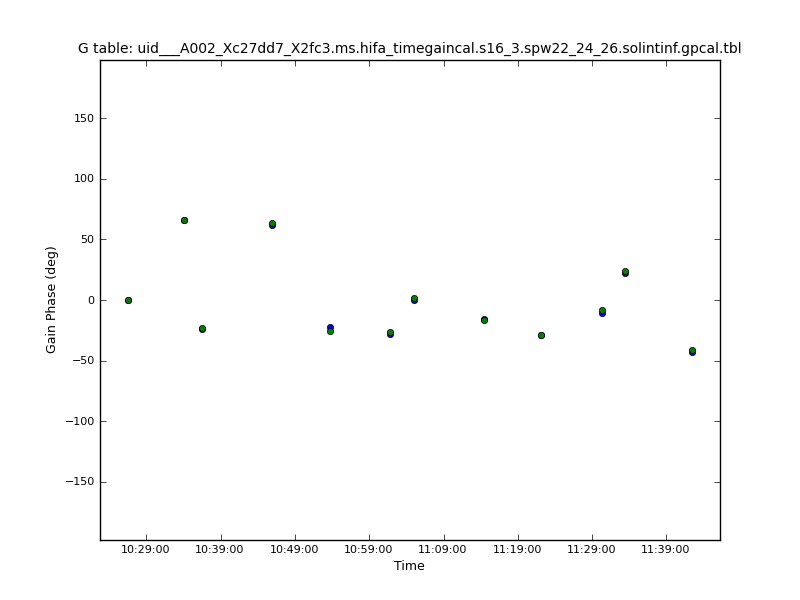 G table: uid___A002_Xc27dd7_X2fc3.ms.hifa_timegaincal.s16_3.spw22_24_26.solintinf.gpcal.tbl
150
100
50
0
−50
−100
−150
Gain Phase (deg)
10:29:00 10:39:00 10:49:00 10:59:00 11:09:00 11:19:00 11:29:00 11:39:00
Time